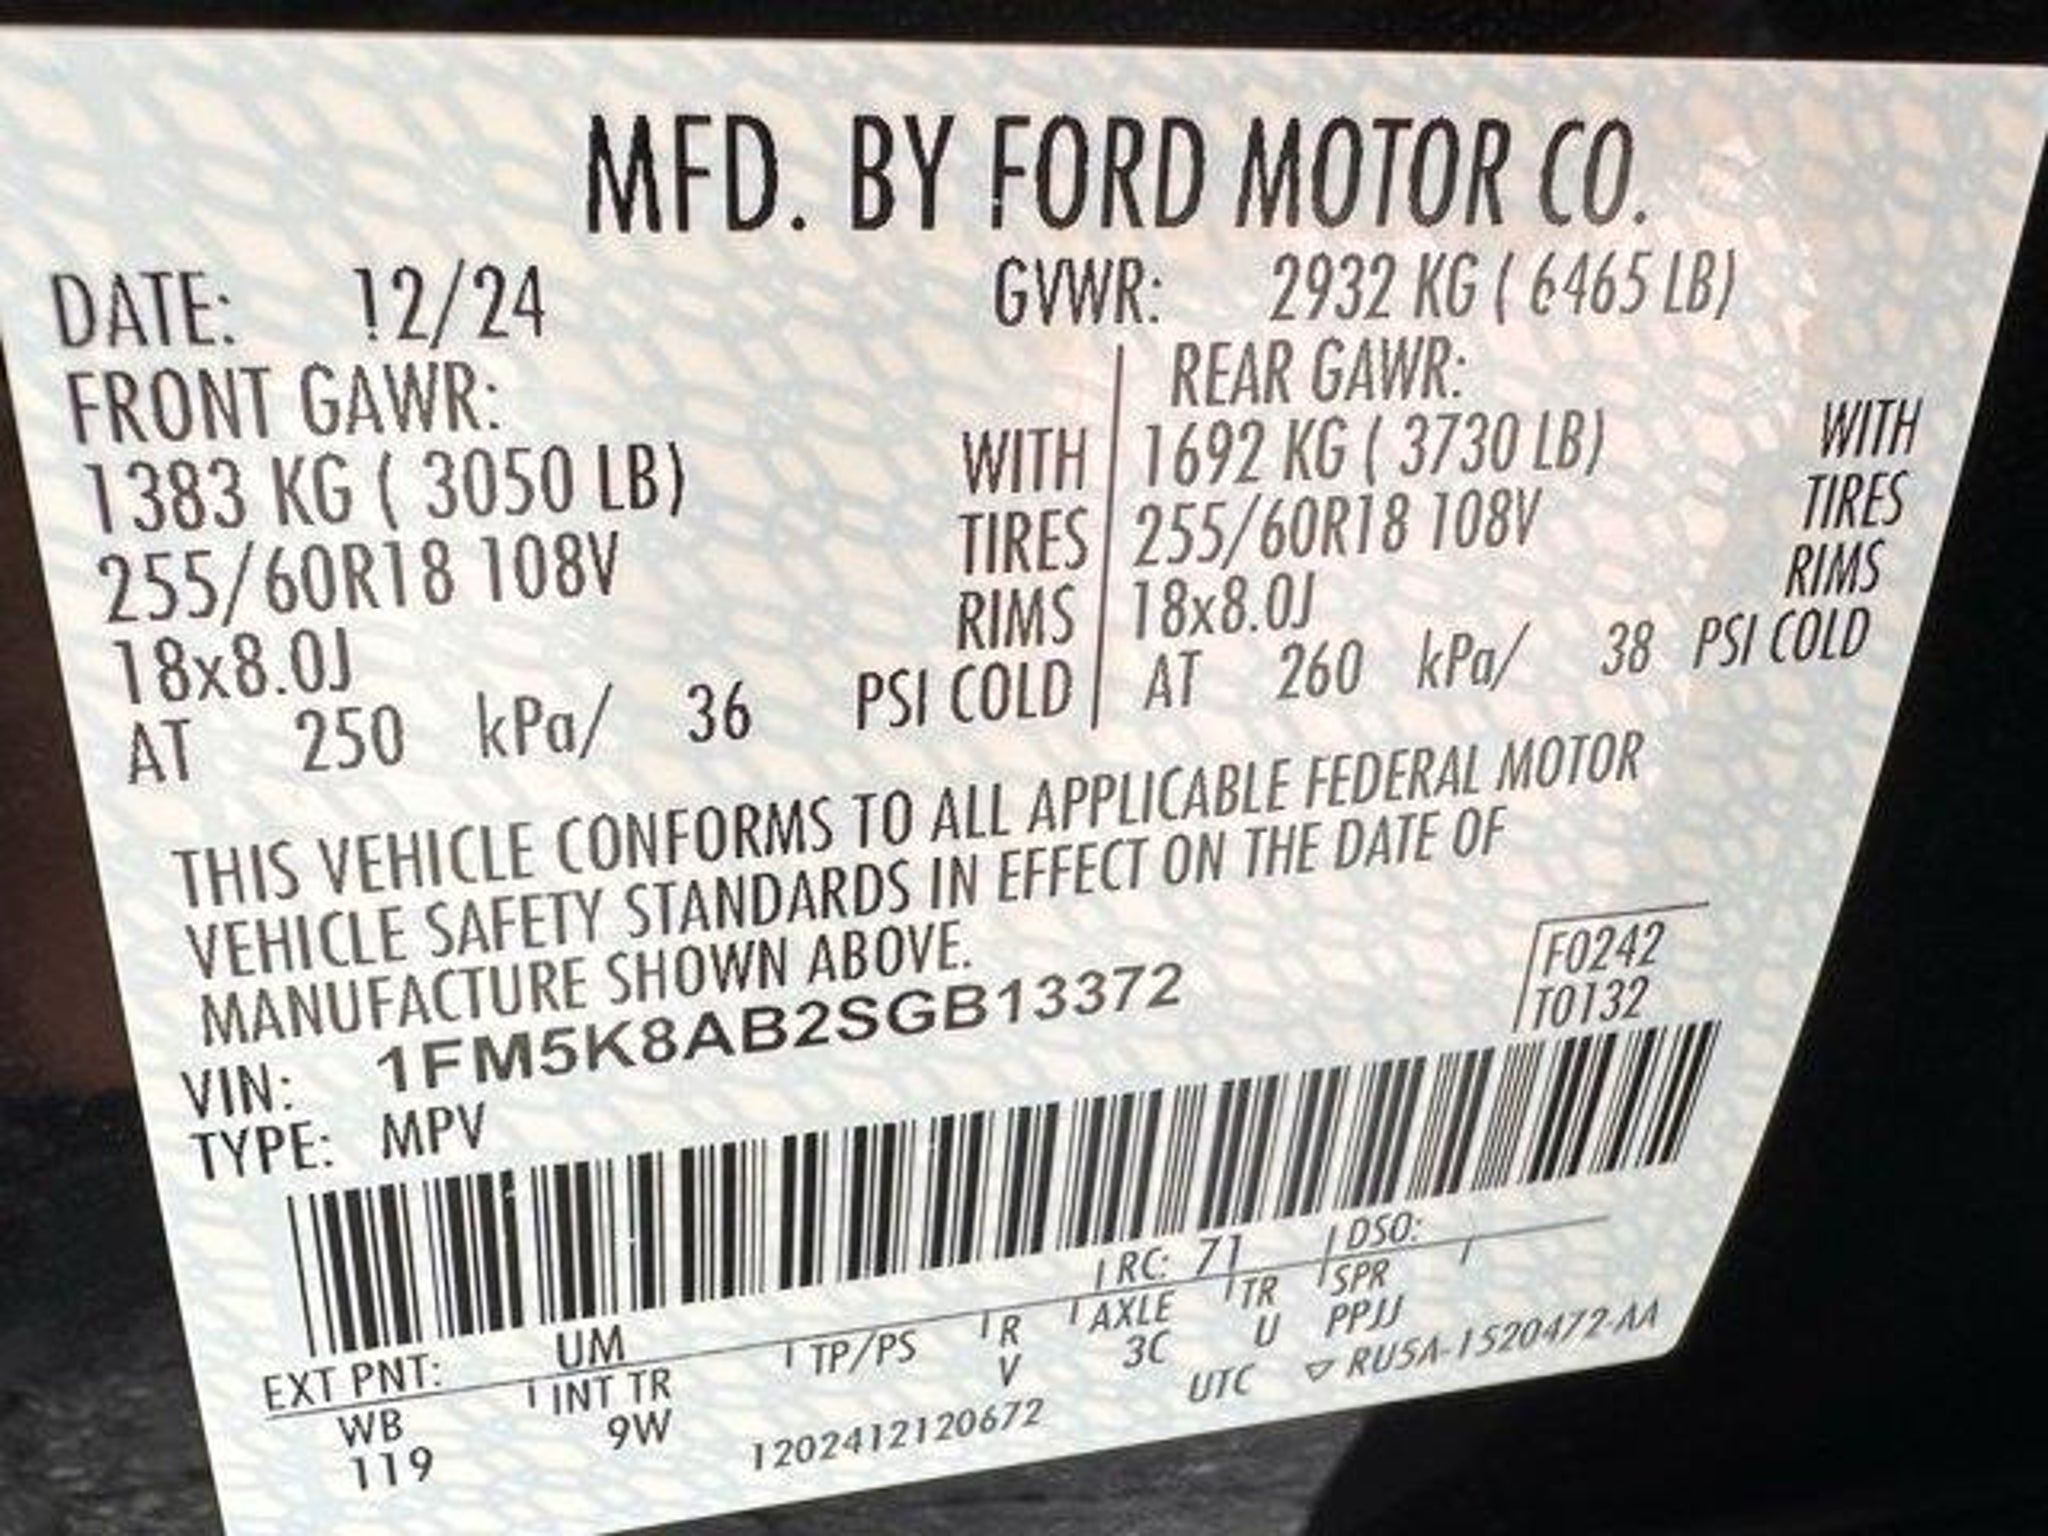 MFD. BY FORD MOTOR CO.
DATE: 12/24 GVWR: 2932 KG ( 6465 LB)
FRONT GAWR: REAR GAWR:
1383 KG ( 3050 LB) WITH 1692 KG ( 3730 LB) WITH
255/60R18 108V TIRES 255/60R18 108V TIRES
18x8.0J RIMS 18x8.0J RIMS
AT 250 kPa/ 36 PSI COLD AT 260 kPa/ 38 PSI COLD
THIS VEHICLE CONFORMS TO ALL APPLICABLE FEDERAL MOTOR
VEHICLE SAFETY STANDARDS IN EFFECT ON THE DATE OF
MANUFACTURE SHOWN ABOVE.
F0242
VIN: 1FM5K8AB2SGB13372
T0132
TYPE: MPV
EXT PNT: UM RC: 71 DSO:
WB INT TR TP/PS R AXLE TR SPR
119 9W V 3C U PPJJ
1202412120672 UTC ▽ RU5A-1520472-AA